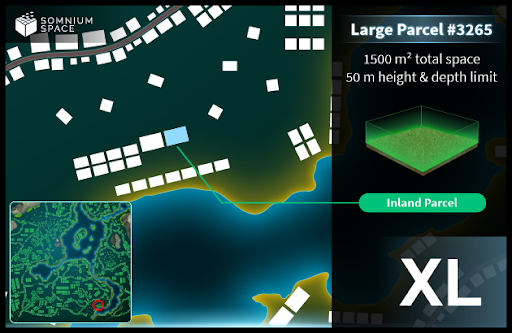 SOMNIUM
SPACE
Large Parcel #3265
1500 m² total space
50 m height & depth limit
Inland Parcel
XL